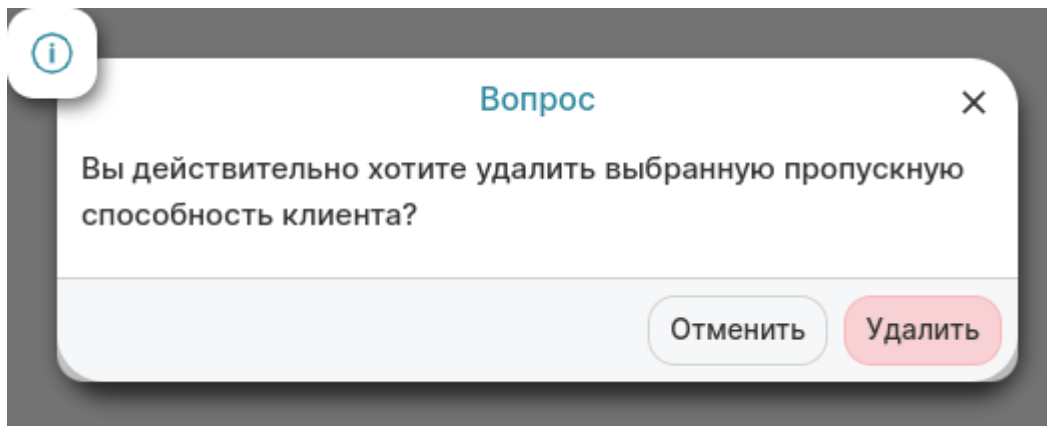 Вопрос
Вы действительно хотите удалить выбранную пропускную
способность клиента?
Отменить
Удалить